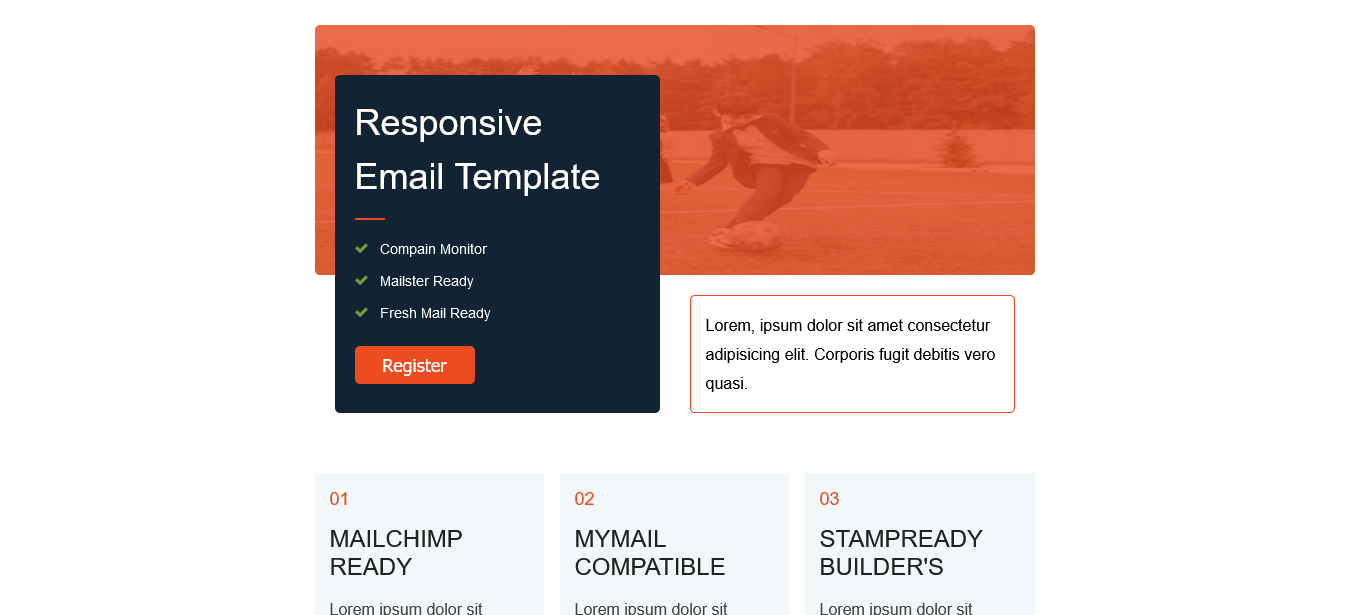 Responsive
Email Template
Compain Monitor
Mailster Ready
Fresh Mail Ready
Register
Lorem, ipsum dolor sit amet consectetur
adipisicing elit. Corporis fugit debitis vero
quasi.
01
MAILCHIMP
READY
Lorem ipsum dolor sit
02
MYMAIL
COMPATIBLE
Lorem ipsum dolor sit
03
STAMPREADY
BUILDER'S
Lorem ipsum dolor sit